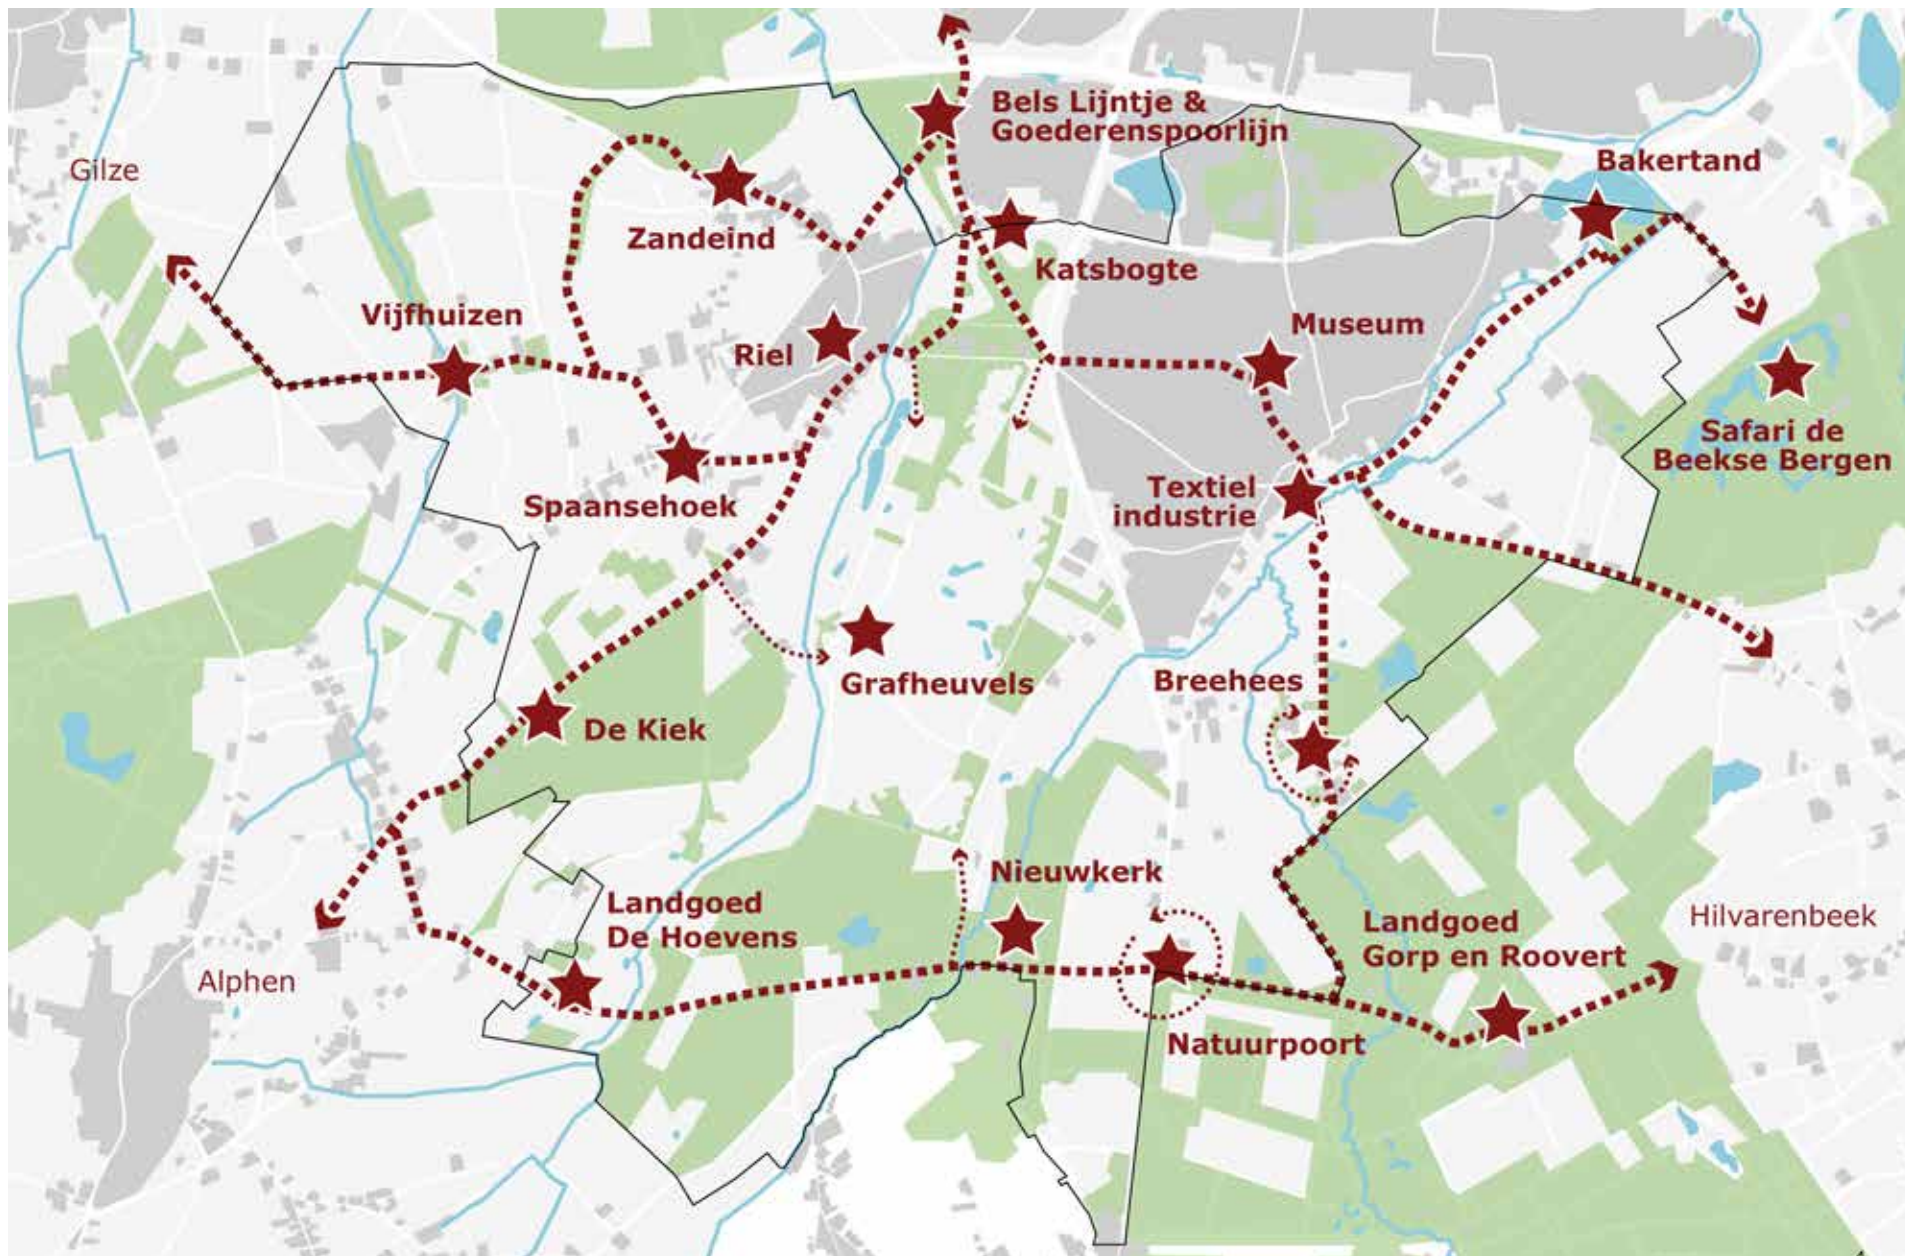 Bels Lijntje &
Goederenspoorlijn
Bakertand
Gilze
Zandeind
Katsbogte
Vijfhuizen
Museum
Riel
Safari de
Beekse Bergen
Spaansehoek
Textiel
industrie
Grafheuvels
Breehees
De Kiek
Nieuwkerk
Landgoed
De Hoevens
Landgoed
Gorp en Roovert
Hilvarenbeek
Alphen
Natuurpoort